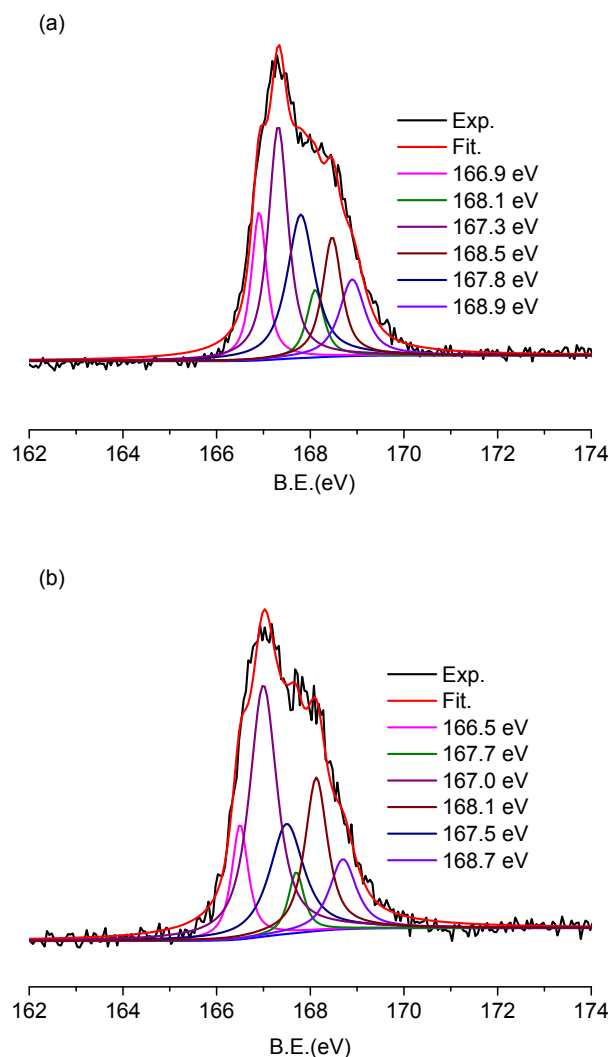 (a)
Exp.
Fit.
166.9 eV
168.1 eV
167.3 eV
168.5 eV
167.8 eV
168.9 eV
162 164 166 168 170 172 174
B.E.(eV)
(b)
Exp.
Fit.
166.5 eV
167.7 eV
167.0 eV
168.1 eV
167.5 eV
168.7 eV
162 164 166 168 170 172 174
B.E.(eV)